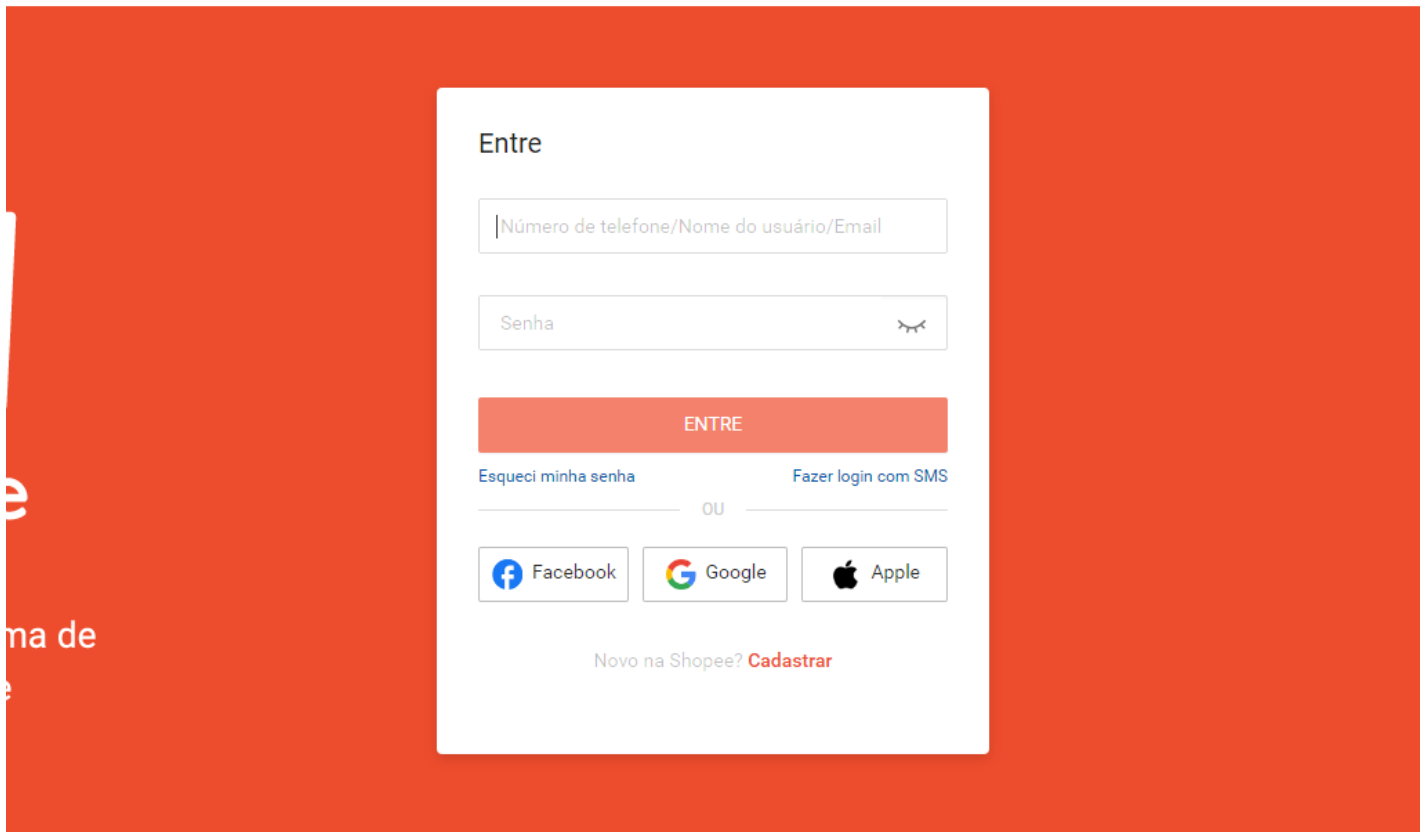 Entre
Número de telefone/Nome do usuário/Email
Senha
ENTRE
Esqueci minha senha Fazer login com SMS
OU
Facebook Google Apple
e
ma de
e
Novo na Shopee? Cadastrar